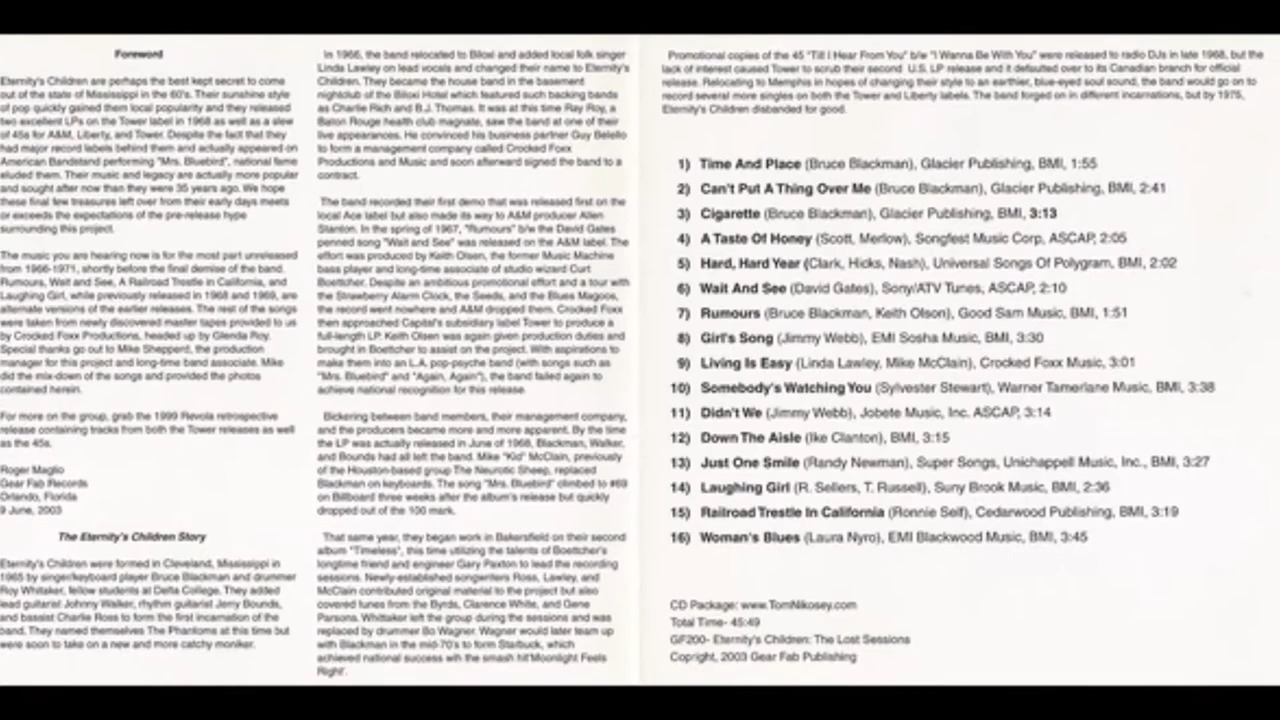 Foreword
Eternity's Children are perhaps the best kept secret to come
out of the state of Mississippi in the 60's. Their sunshine style
of pop quickly gained them local popularity and they released
two excellent LPs on the Tower label in 1968 as well as a slew
of 45s for A&M, Liberty, and Tower. Despite the fact that they
had major record labels behind them and actually appeared on
American Bandstand performing "Mrs. Bluebird", national fame
eluded them. Their music and legacy are actually more popular
and sought after now than they were 35 years ago. We hope
these final few treasures left over from their early days meets
or exceeds the expectations of the pre-release hype
surrounding this project.
The music you are hearing now is for the most part unreleased
from 1966-1971, shortly before the final demise of the band.
Rumours, Wait and See, A Railroad Trestle in California, and
Laughing Girl, while previously released in 1968 and 1969, are
alternate versions of the earlier releases. The rest of the songs
were taken from newly discovered master tapes provided to us
by Crocked Foxx Productions, headed up by Glenda Roy.
Special thanks go out to Mike Shepperd, the production
manager for this project and long-time band associate. Mike
did the mix-down of the songs and provided the photos
contained herein.
For more on the group, grab the 1999 Revola retrospective
release containing tracks from both the Tower releases as well
as the 45s.
Roger Maglio
Gear Fab Records
Orlando, Florida
9 June, 2003
The Eternity's Children Story
Eternity's Children were formed in Cleveland, Mississippi in
1965 by singer/keyboard player Bruce Blackman and drummer
Roy Whitaker, fellow students at Delta College. They added
lead guitarist Johnny Walker, rhythm guitarist Jerry Bounds,
and bassist Charlie Ross to form the first incarnation of the
band. They named themselves The Phantoms at this time but
were soon to take on a new and more catchy moniker.
In 1966, the band relocated to Biloxi and added local folk singer
Linda Lawley on lead vocals and changed their name to Eternity's
Children. They became the house band in the basement
nightclub of the Biloxi Hotel which featured such backing bands
as Charlie Rich and B.J. Thomas. It was at this time Ray Roy, a
Baton Rouge health club magnate, saw the band at one of their
live appearances. He convinced his business partner Guy Belello
to form a management company called Crocked Foxx
Productions and Music and soon afterward signed the band to a
contract.
The band recorded their first demo that was released first on the
local Ace label but also made its way to A&M producer Allen
Stanton. In the spring of 1967, "Rumours" b/w the David Gates
penned song "Wait and See" was released on the A&M label. The
effort was produced by Keith Olsen, the former Music Machine
bass player and long-time associate of studio wizard Curt
Boettcher. Despite an ambitious promotional effort and a tour with
the Strawberry Alarm Clock, the Seeds, and the Blues Magoos,
the record went nowhere and A&M dropped them. Crocked Foxx
then approached Capital's subsidiary label Tower to produce a
full-length LP. Keith Olsen was again given production duties and
brought in Boettcher to assist on the project. With aspirations to
make them into an L.A. pop-psyche band (with songs such as
"Mrs. Bluebird" and "Again, Again"), the band failed again to
achieve national recognition for this release.
Bickering between band members, their management company,
and the producers became more and more apparent. By the time
the LP was actually released in June of 1968, Blackman, Walker,
and Bounds had all left the band. Mike "Kid" McClain, previously
of the Houston-based group The Neurotic Sheep, replaced
Blackman on keyboards. The song "Mrs. Bluebird" climbed to #69
on Billboard three weeks after the album's release but quickly
dropped out of the 100 mark.
That same year, they began work in Bakersfield on their second
album "Timeless", this time utilizing the talents of Boettcher's
longtime friend and engineer Gary Paxton to lead the recording
sessions. Newly-established songwriters Ross, Lawley, and
McClain contributed original material to the project but also
covered tunes from the Byrds, Clarence White, and Gene
Parsons. Whittaker left the group during the sessions and was
replaced by drummer Bo Wagner. Wagner would later team up
with Blackman in the mid-70's to form Starbuck, which
achieved national success wih the smash hit'Moonlight Feels
Right'.
Promotional copies of the 45 "Till I Hear From You" b/w "I Wanna Be With You" were released to radio DJs in late 1968, but the
lack of interest caused Tower to scrub their second U.S. LP release and it defaulted over to its Canadian branch for official
release. Relocating to Memphis in hopes of changing their style to an earthier, blue-eyed soul sound, the band would go on to
record several more singles on both the Tower and Liberty labels. The band forged on in different incarnations, but by 1975,
Eternity's Children disbanded for good.
1) Time And Place (Bruce Blackman), Glacier Publishing, BMI, 1:55
2) Can't Put A Thing Over Me (Bruce Blackman), Glacier Publishing, BMI, 2:41
3) Cigarette (Bruce Blackman), Glacier Publishing, BMI, 3:13
4) A Taste Of Honey (Scott, Merlow), Songfest Music Corp, ASCAP, 2:05
5) Hard, Hard Year (Clark, Hicks, Nash), Universal Songs Of Polygram, BMI, 2:02
6) Wait And See (David Gates), Sony/ATV Tunes, ASCAP, 2:10
7) Rumours (Bruce Blackman, Keith Olson), Good Sam Music, BMI, 1:51
8) Girl's Song (Jimmy Webb), EMI Sosha Music, BMI, 3:30
9) Living Is Easy (Linda Lawley, Mike McClain), Crocked Foxx Music, 3:01
10) Somebody's Watching You (Sylvester Stewart), Warner Tamerlane Music, BMI, 3:38
11) Didn't We (Jimmy Webb), Jobete Music, Inc. ASCAP, 3:14
12) Down The Aisle (Ike Clanton), BMI, 3:15
13) Just One Smile (Randy Newman), Super Songs, Unichappell Music, Inc., BMI, 3:27
14) Laughing Girl (R. Sellers, T. Russell), Suny Brook Music, BMI, 2:36
15) Railroad Trestle In California (Ronnie Self), Cedarwood Publishing, BMI, 3:19
16) Woman's Blues (Laura Nyro), EMI Blackwood Music, BMI, 3:45
CD Package: www.TomNikosey.com
Total Time- 45:49
GF200- Eternity's Children: The Lost Sessions
Copright, 2003 Gear Fab Publishing